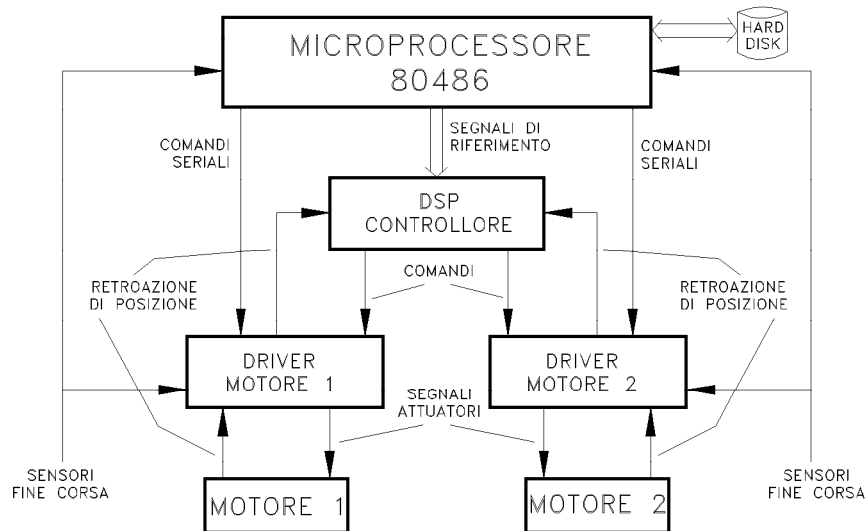 HARD
DISK
MICROPROCESSORE
80486
COMANDI
SERIALI
SEGNALI DI
RIFERIMENTO
COMANDI
SERIALI
DSP
CONTROLLORE
RETROAZIONE
DI POSIZIONE
COMANDI
RETROAZIONE
DI POSIZIONE
DRIVER
MOTORE 1
DRIVER
MOTORE 2
SEGNALI
ATTUATORI
SENSORI
FINE CORSA
MOTORE 1
MOTORE 2
SENSORI
FINE CORSA